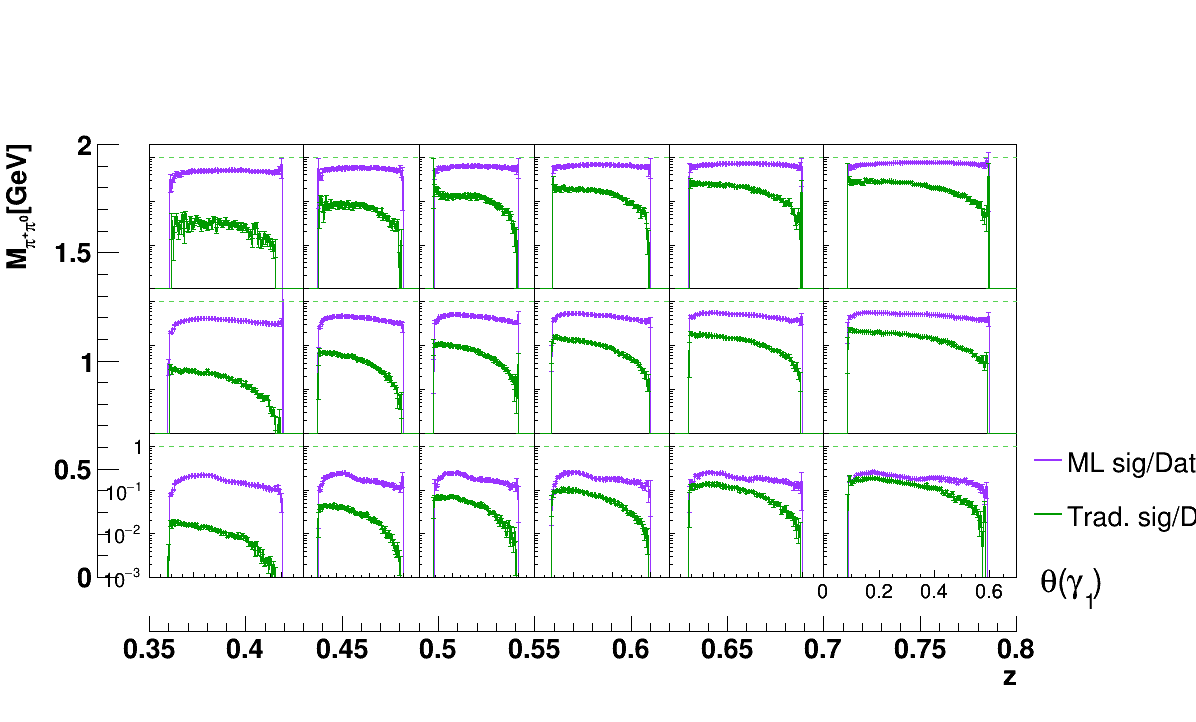 M_{π⁺π⁰}[GeV]
2
1.5
1
0.5
0
1
10⁻¹
10⁻²
10⁻³
ML sig/Dat
Trad. sig/D
0 0.2 0.4 0.6
θ(γ_1)
0.35 0.4 0.45 0.5 0.55 0.6 0.65 0.7 0.75 0.8
z